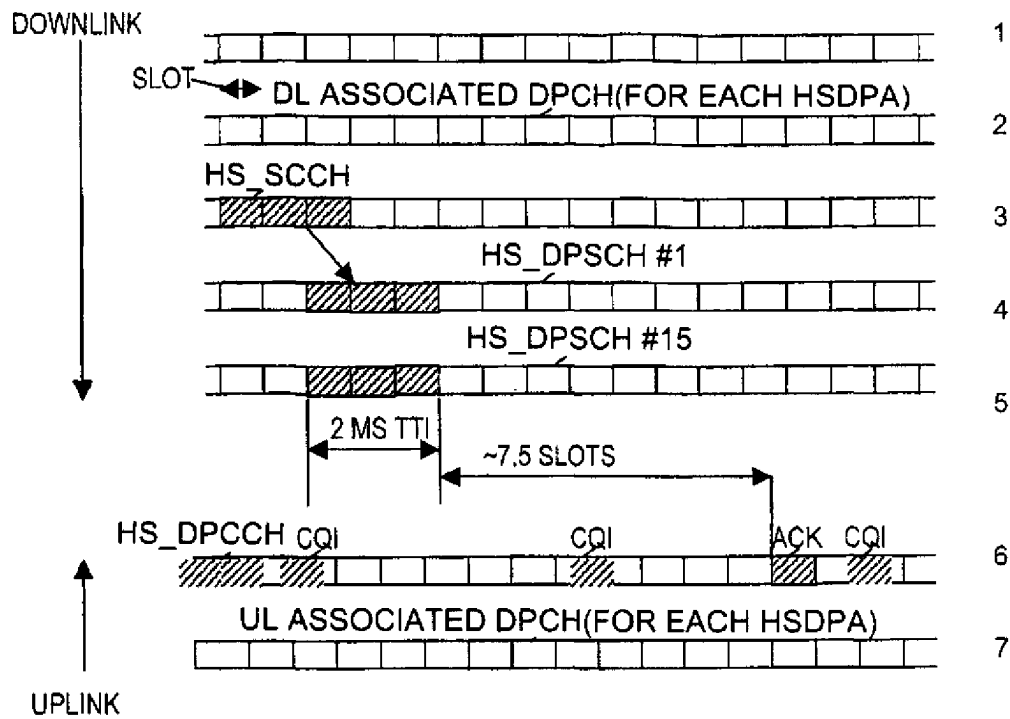 DOWNLINK
1
SLOT
DL ASSOCIATED DPCH(FOR EACH HSDPA)
2
HS_SCCH
3
HS_DPSCH #1
4
HS_DPSCH #15
5
2 MS TTI
~7.5 SLOTS
HS_DPCCH CQI CQI ACK CQI
6
UL ASSOCIATED DPCH(FOR EACH HSDPA)
7
UPLINK